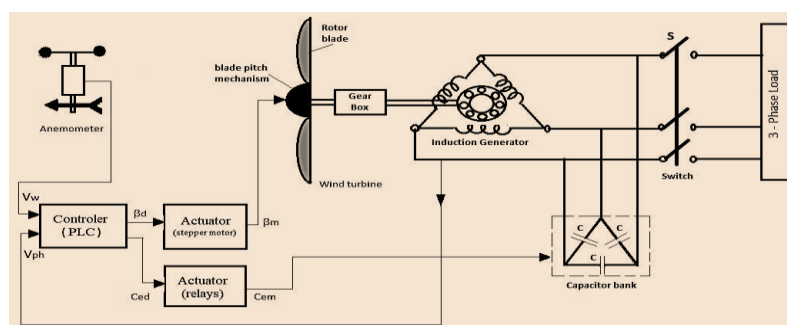 Rotor
blade
S
blade pitch
mechanism
Gear
Box
3 - Phase Load
Anemometer
Induction Generator
Switch
Wind turbine
Vw
βd
Controler
(PLC)
Actuator
(stepper motor)
βm
Vph
C
C
C
Actuator
(relays)
Ced
Cem
Capacitor bank